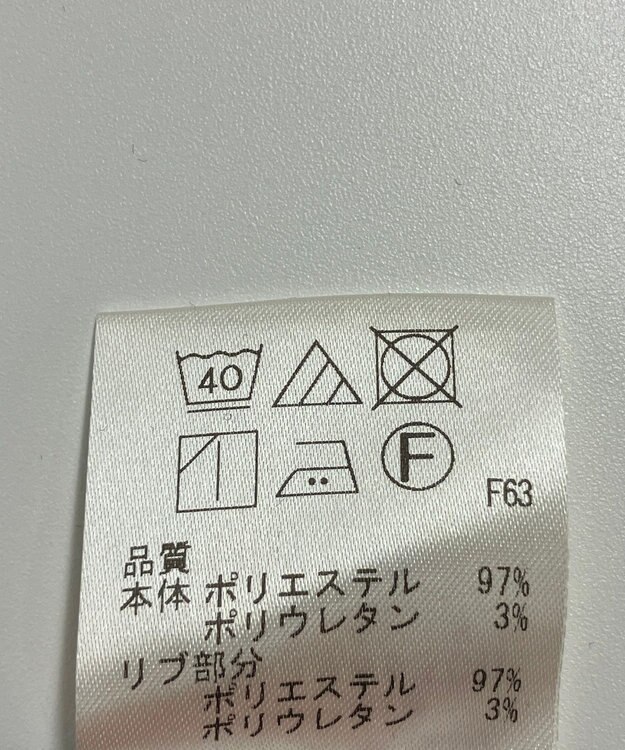 40
F
F63
品質
本体 ポリエステル 97%
ポリウレタン 3%
リブ部分
ポリエステル 97%
ポリウレタン 3%